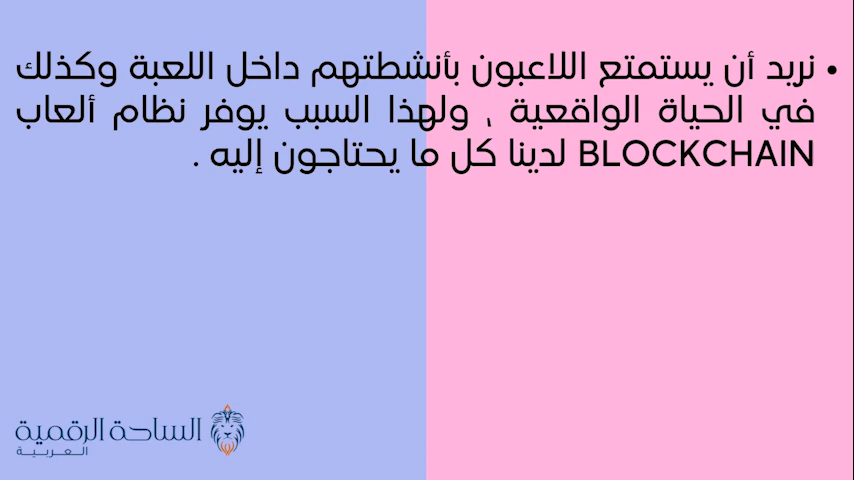 • نريد أن يستمتع اللاعبون بأنشطتهم داخل اللعبة وكذلك
في الحياة الواقعية ، ولهذا السبب يوفر نظام ألعاب
BLOCKCHAIN لدينا كل ما يحتاجون إليه .
الساحة الرقمية
العربية